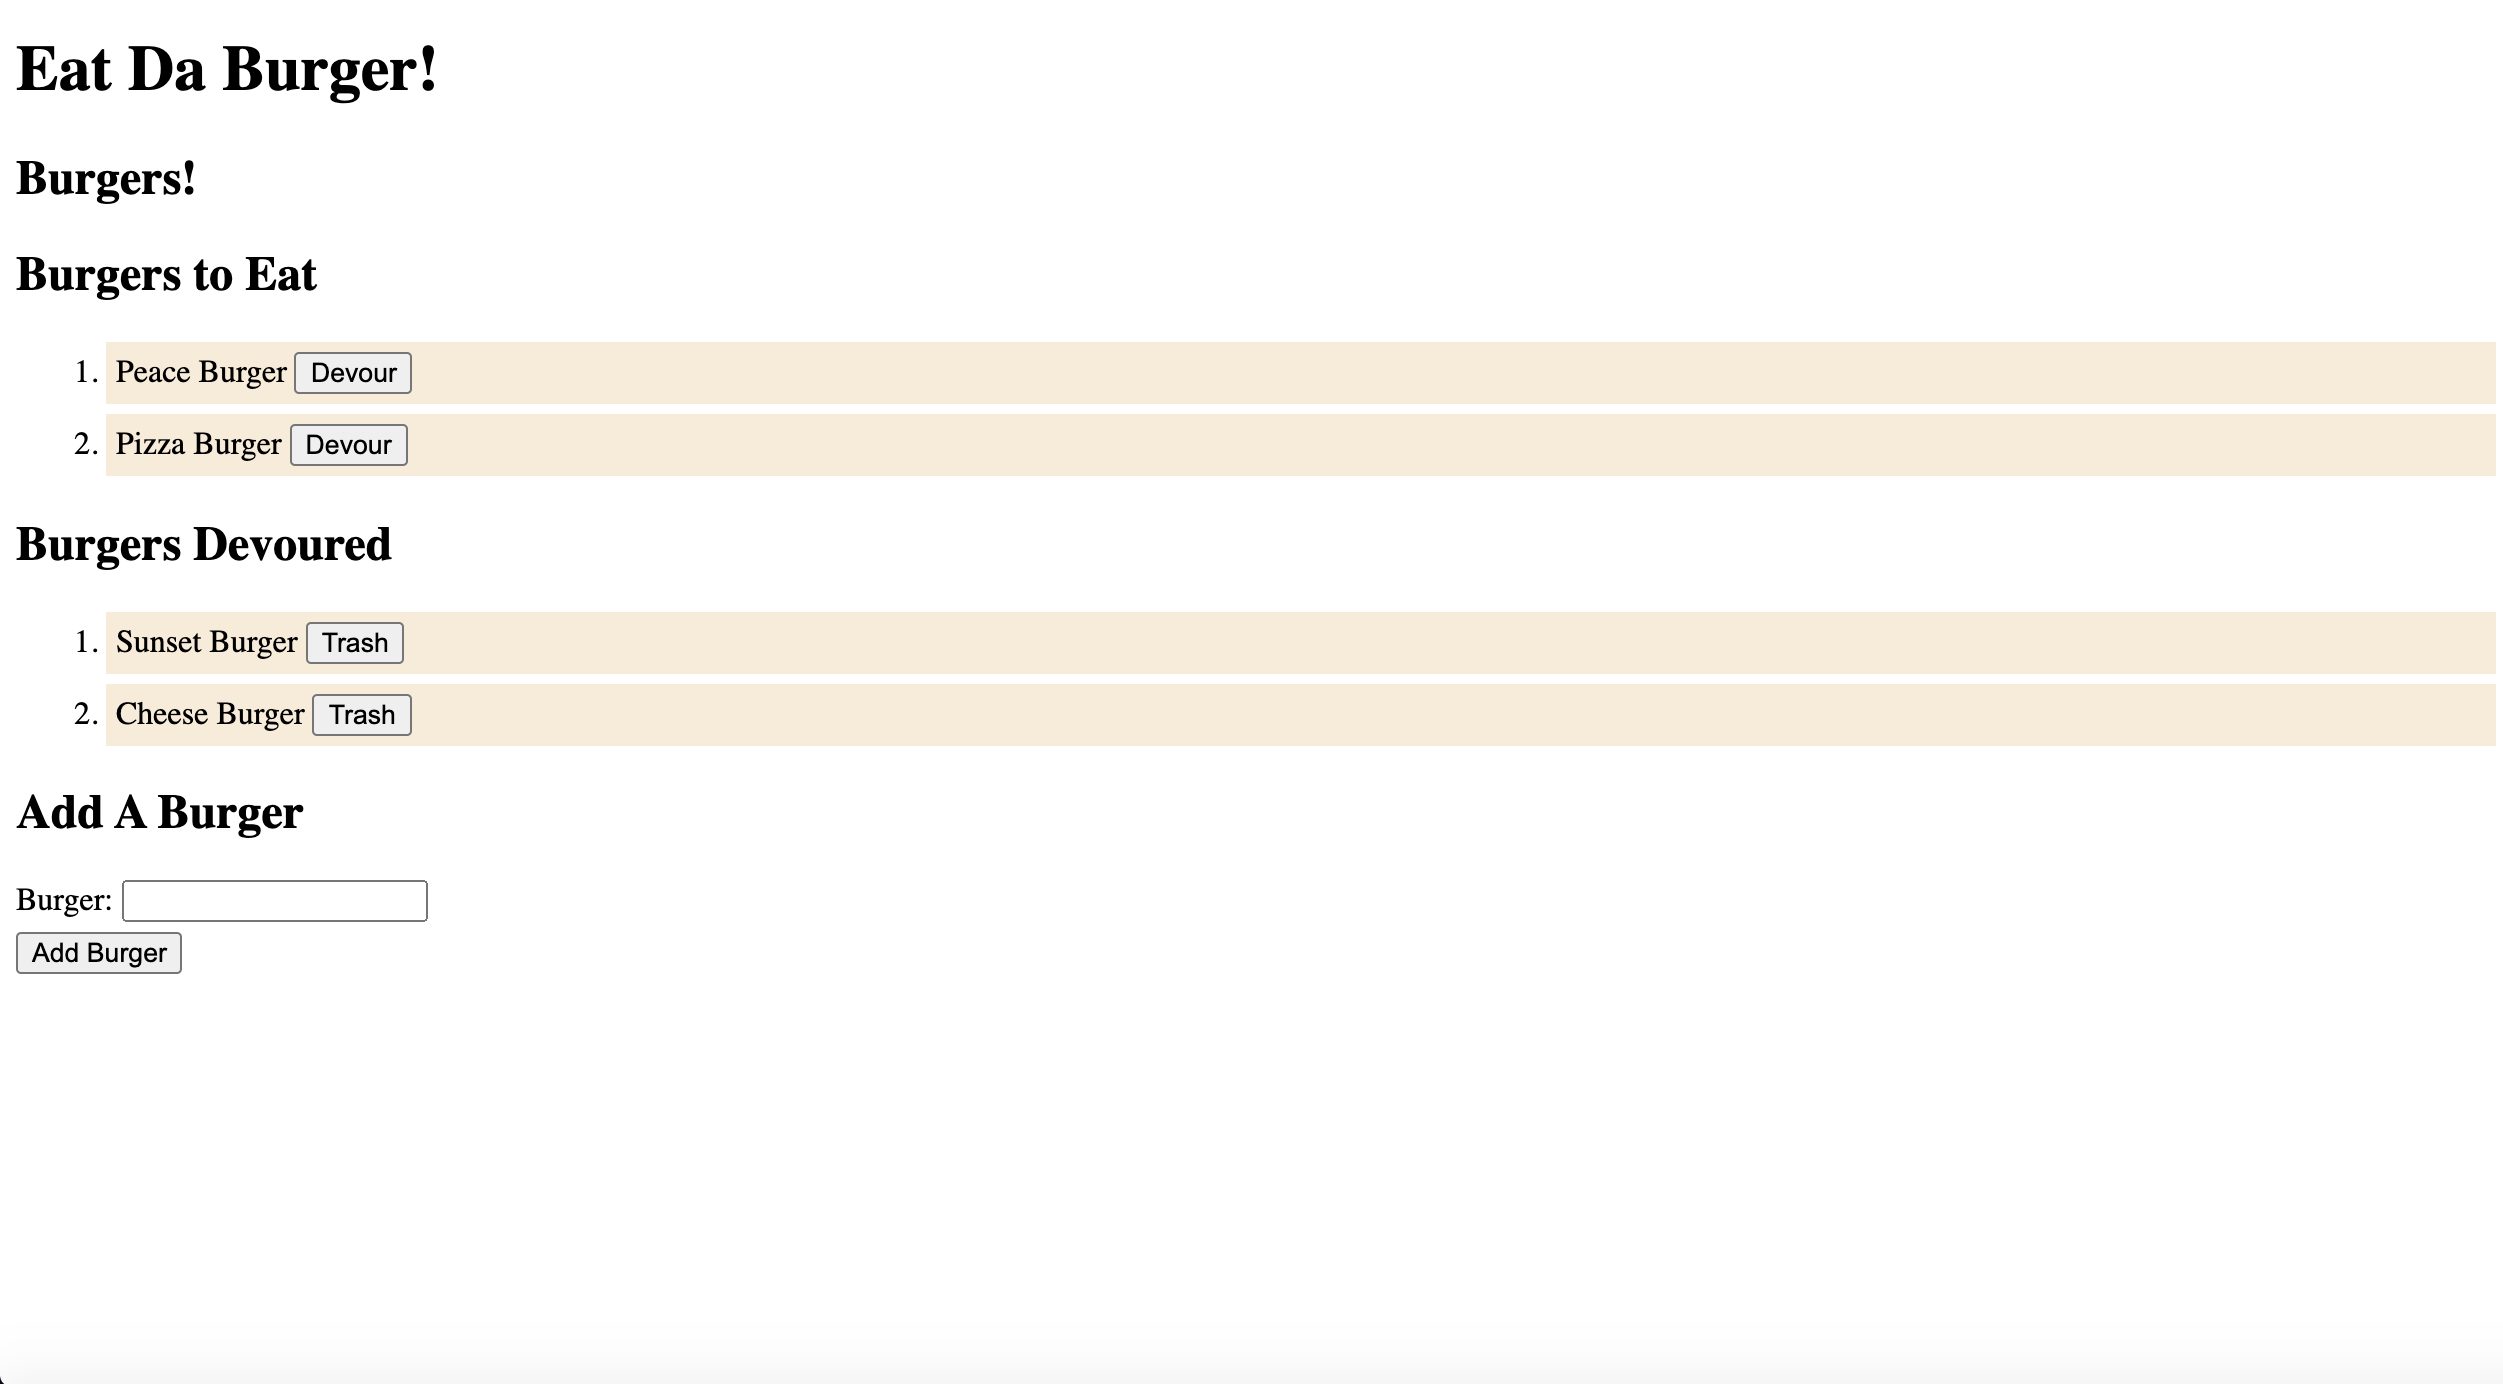 Eat Da Burger!
Burgers!
Burgers to Eat
1. Peace Burger Devour
2. Pizza Burger Devour
Burgers Devoured
1. Sunset Burger Trash
2. Cheese Burger Trash
Add A Burger
Burger:
Add Burger